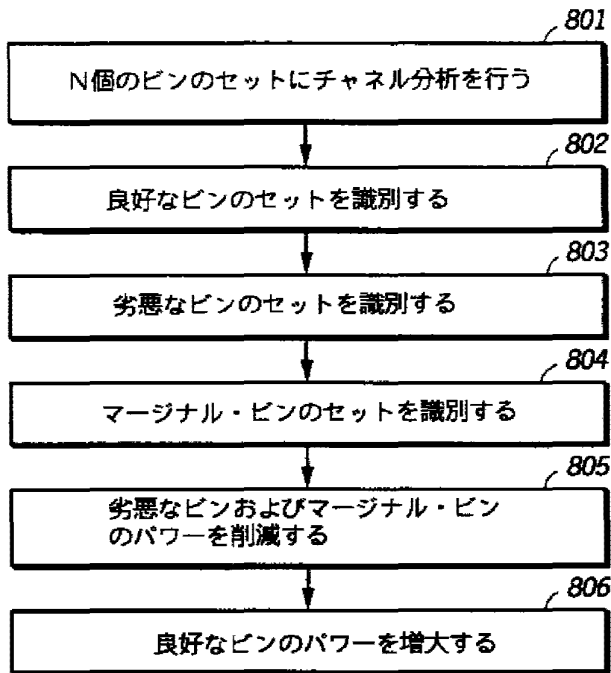 801
N個のビンのセットにチャネル分析を行う
802
良好なビンのセットを識別する
803
劣悪なビンのセットを識別する
804
マージナル・ビンのセットを識別する
805
劣悪なビンおよびマージナル・ビン
のパワーを削減する
806
良好なビンのパワーを増大する